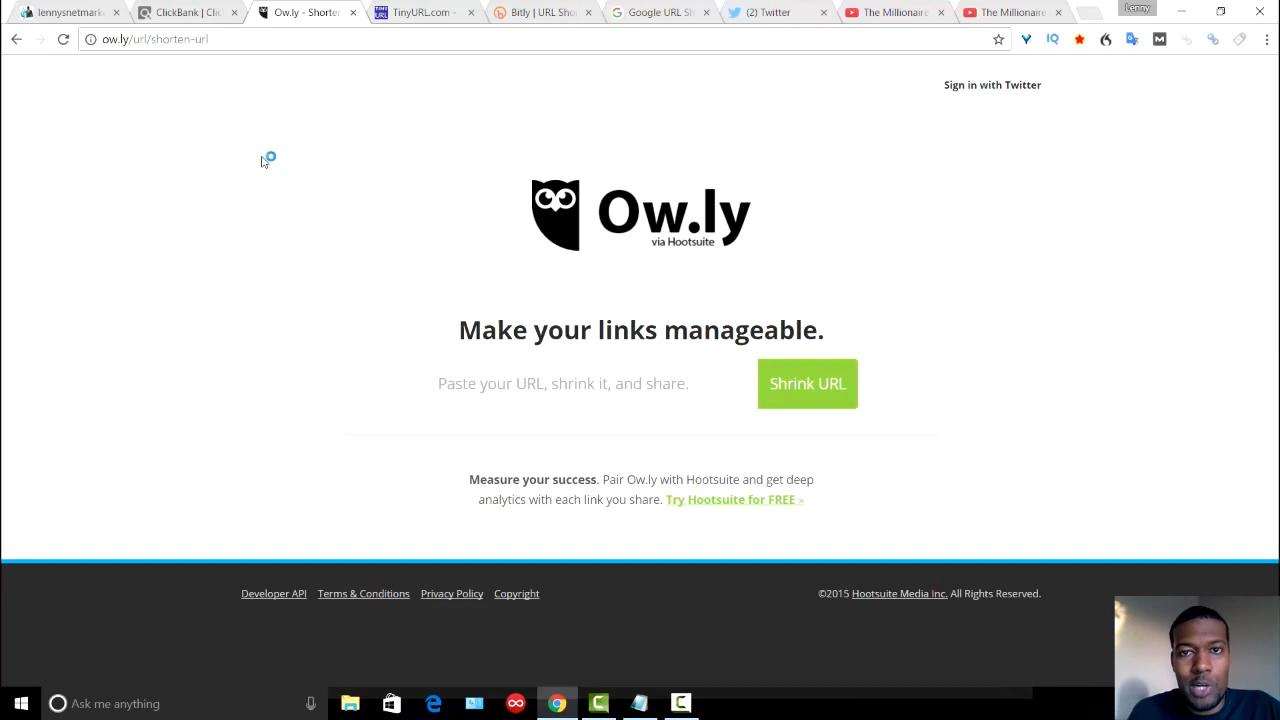 lennysnetmarke
ClickBank | Clic
Ow.ly - Shorten
TinyURL.com -
Bitly | URL Sho
Google URL Sh
(2) Twitter
The Millionaire
The Millionaire
Lenny
ow.ly/url/shorten-url
Sign in with Twitter
Ow.ly
via Hootsuite
Make your links manageable.
Paste your URL, shrink it, and share.
Shrink URL
Measure your success. Pair Ow.ly with Hootsuite and get deep
analytics with each link you share. Try Hootsuite for FREE »
Developer API Terms & Conditions Privacy Policy Copyright
©2015 Hootsuite Media Inc. All Rights Reserved.
Ask me anything